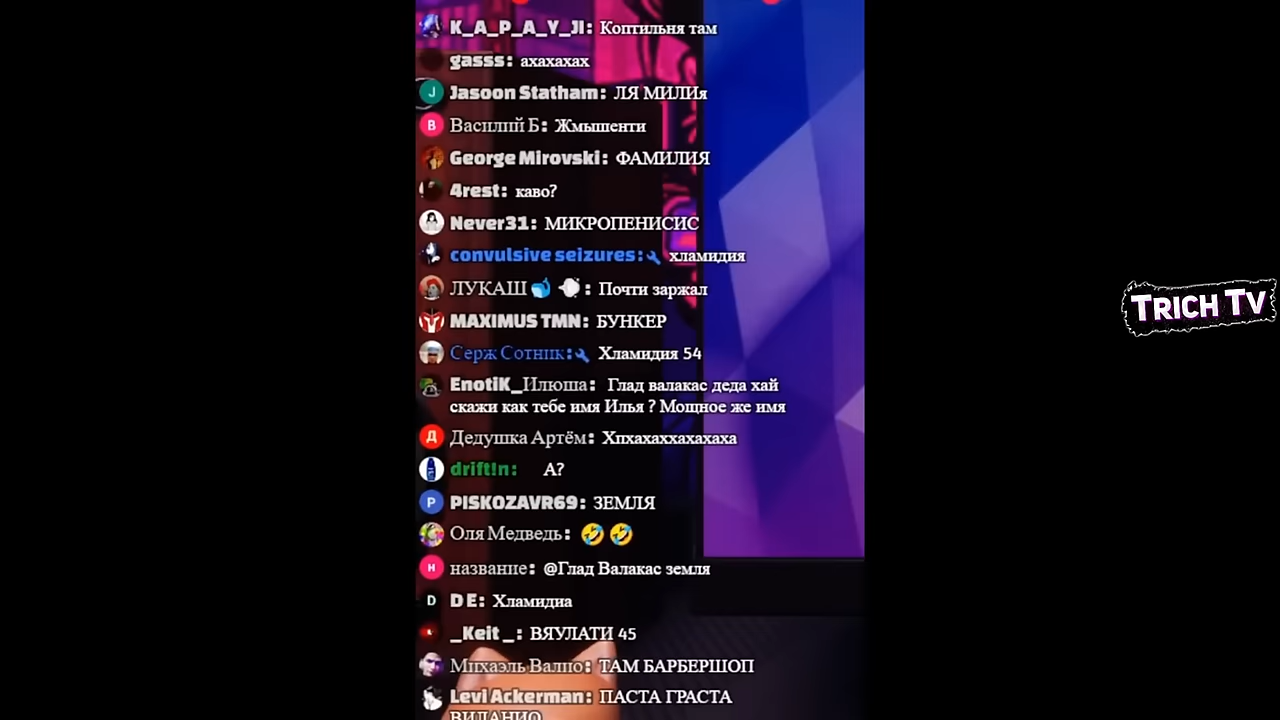 K_A_P_A_Y_JI: Коптильня там
gasss: ахахахах
J Jasoon Statham: ЛЯ МИЛИя
В Василий Б: Жмышенти
George Mirovski: ФАМИЛИЯ
4rest: каво?
Never31: МИКРОПЕНИСИС
convulsive seizures: хламидия
ЛУКАШ: Почти заржал
MAXIMUS TMN: БУНКЕР
Серж Сотник: Хламидия 54
EnotiK_Илюша: Глад валакас деда хай
скажи как тебе имя Илья ? Мощное же имя
Д Дедушка Артём: Хпхахаххахахаха
drift!n: А?
P PISKOZAVR69: ЗЕМЛЯ
Оля Медведь: 🤣 🤣
Н название: @Глад Валакас земля
D D E: Хламидиа
_Keit_: ВЯУЛАТИ 45
Михаэль Валио: ТАМ БАРБЕРШОП
Levi Ackerman: ПАСТА ГРАСТА
ВИДАНИО
TRICH TV